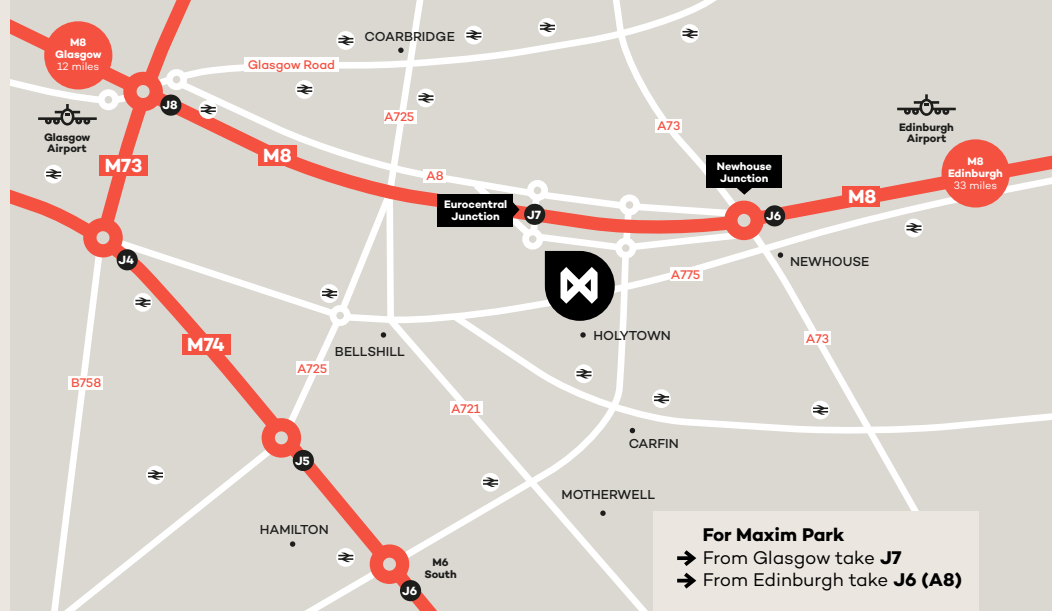 M8
Glasgow
12 miles
COARBRIDGE
Glasgow Road
J8
A725
A73
Glasgow
Airport
Edinburgh
Airport
M73
M8
A8
Newhouse
Junction
M8
Edinburgh
33 miles
M8
Eurocentral
Junction
J7
J6
J4
NEWHOUSE
A775
M74
BELLSHILL
HOLYTOWN
A73
A725
B758
A721
CARFIN
J5
MOTHERWELL
HAMILTON
M6
South
J6
For Maxim Park
From Glasgow take J7
From Edinburgh take J6 (A8)